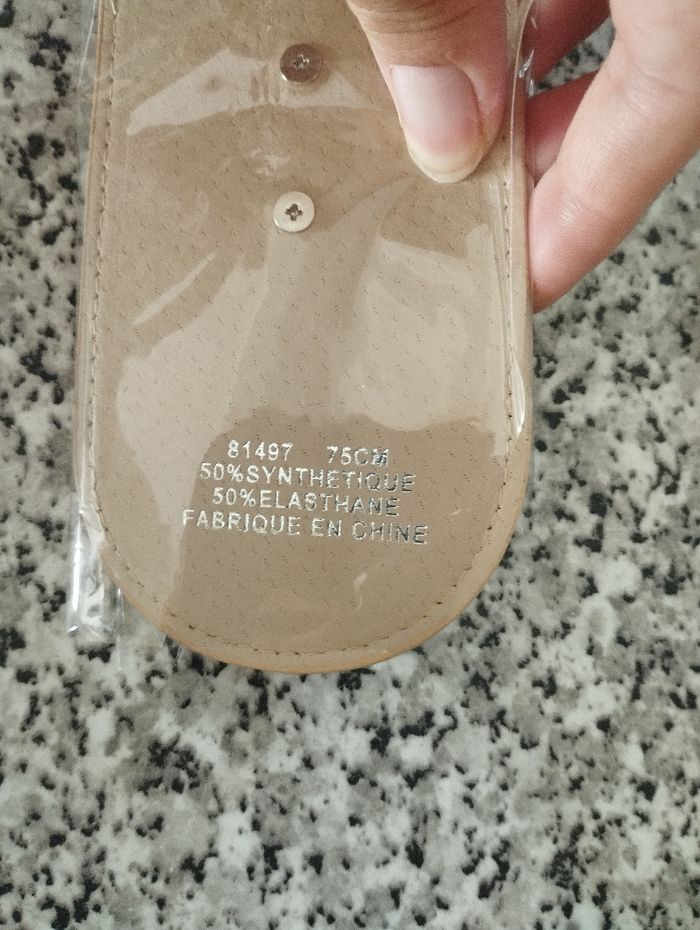 81497 75CM
50%SYNTHETIQUE
50%ELASTHANE
FABRIQUE EN CHINE